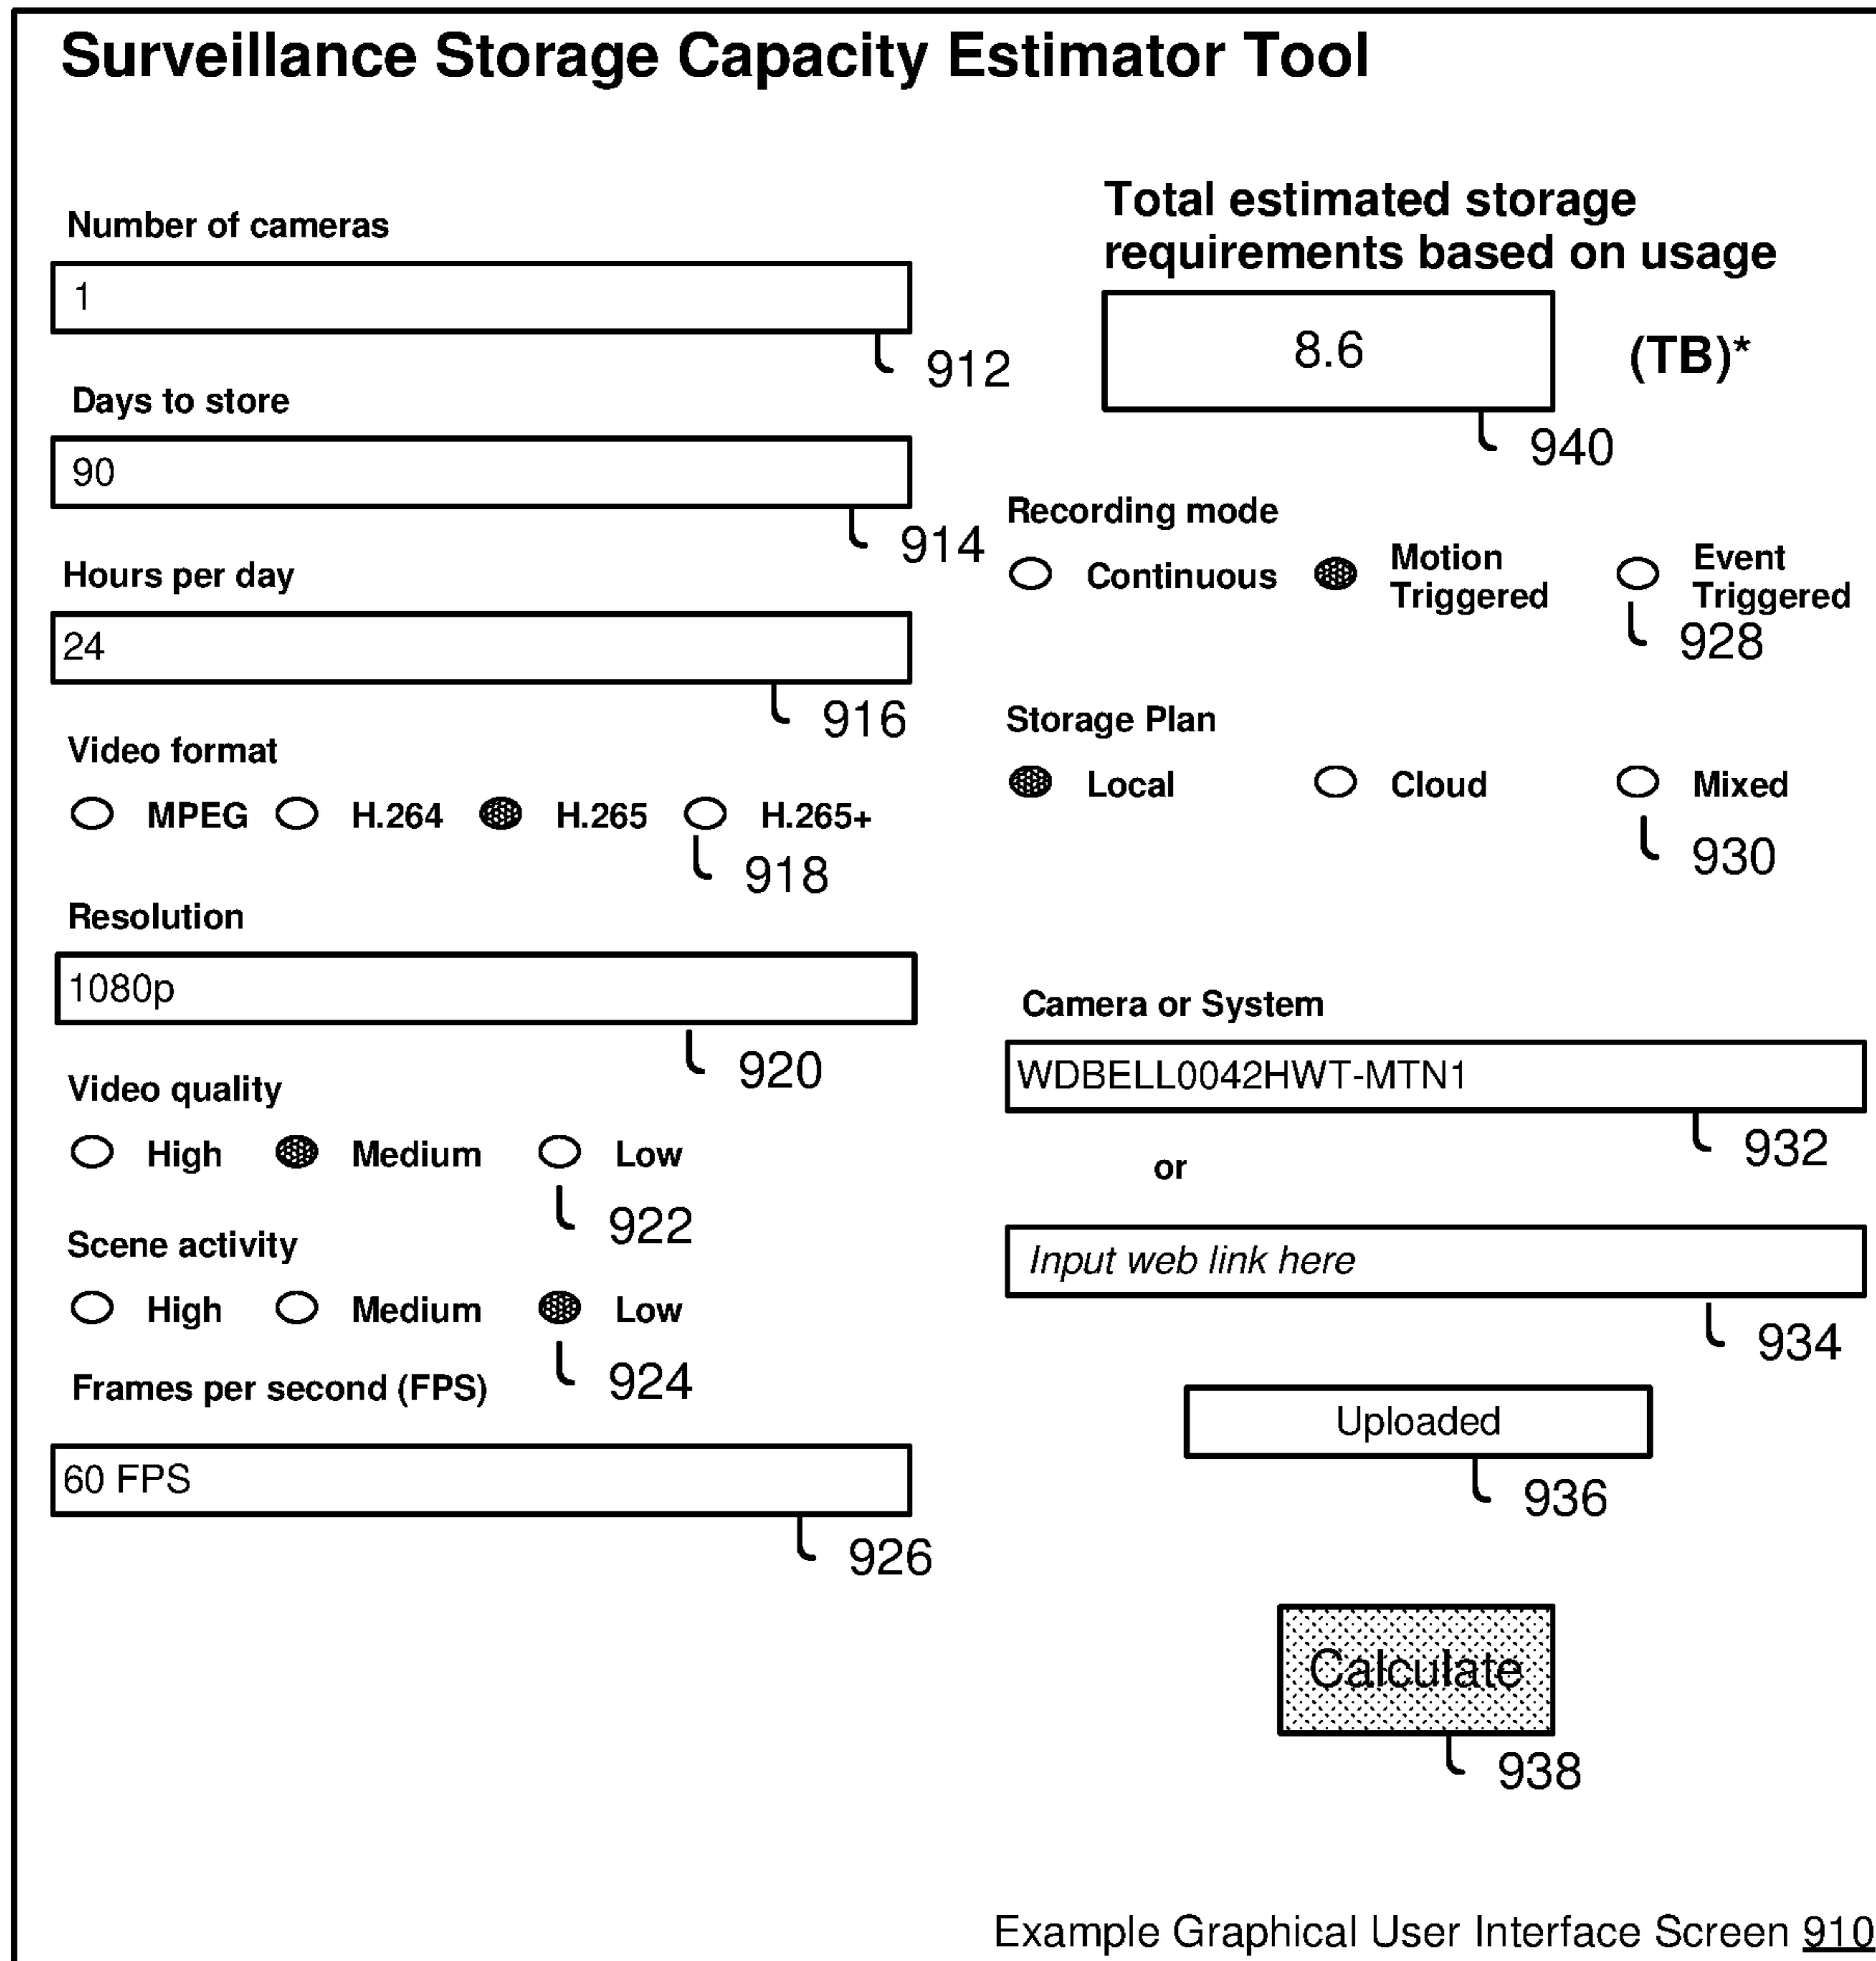 Surveillance Storage Capacity Estimator Tool
Number of cameras
1
912
Days to store
90
914
Hours per day
24
916
Video format
MPEG H.264 H.265 H.265+
918
Resolution
1080p
920
Video quality
High Medium Low
922
Scene activity
High Medium Low
924
Frames per second (FPS)
60 FPS
926
Total estimated storage
requirements based on usage
8.6 (TB)*
940
Recording mode
Continuous Motion Triggered Event Triggered
928
Storage Plan
Local Cloud Mixed
930
Camera or System
WDBELL0042HWT-MTN1
932
or
Input web link here
934
Uploaded
936
Calculate
938
Example Graphical User Interface Screen 910